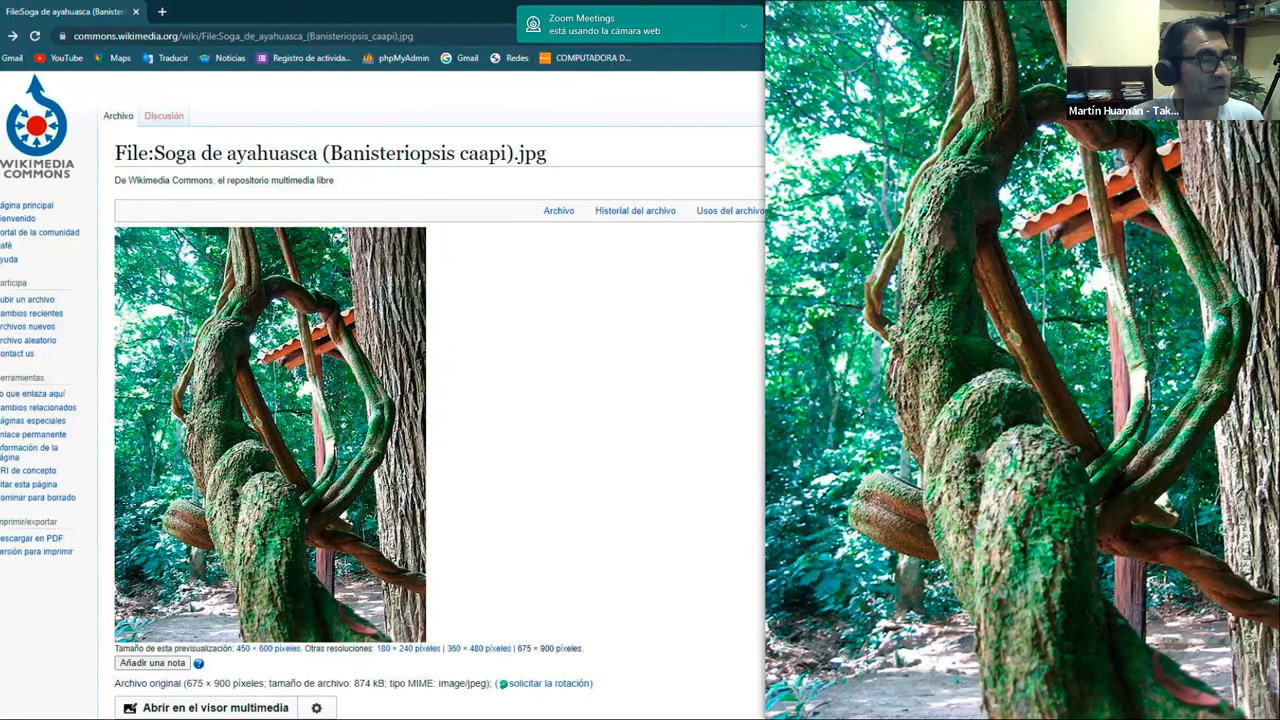 File:Soga de ayahuasca (Banisteri
Zoom Meetings
está usando la cámara web
commons.wikimedia.org/wiki/File:Soga_de_ayahuasca_(Banisteriopsis_caapi).jpg
Gmail YouTube Maps Traducir Noticias Registro de activida... phpMyAdmin Gmail Redes COMPUTADORA D...
Martín Huamán - Tak...
WIKIMEDIA
COMMONS
ágina principal
ienvenido
ortal de la comunidad
afé
yuda
articipa
ubir un archivo
ambios recientes
rchivos nuevos
rchivo aleatorio
ontact us
erramientas
o que enlaza aquí
ambios relacionados
áginas especiales
nlace permanente
nformación de la
ágina
RI de concepto
itar esta página
ominar para borrado
mprimir/exportar
escargar en PDF
ersión para imprimir
Archivo Discusión
File:Soga de ayahuasca (Banisteriopsis caapi).jpg
De Wikimedia Commons, el repositorio multimedia libre
Archivo Historial del archivo Usos del archivo
Tamaño de esta previsualización: 450 × 600 píxeles. Otras resoluciones: 180 × 240 píxeles | 360 × 480 píxeles | 675 × 900 píxeles.
Añadir una nota
Archivo original (675 × 900 píxeles; tamaño de archivo: 874 kB; tipo MIME: image/jpeg); (solicitar la rotación)
Abrir en el visor multimedia